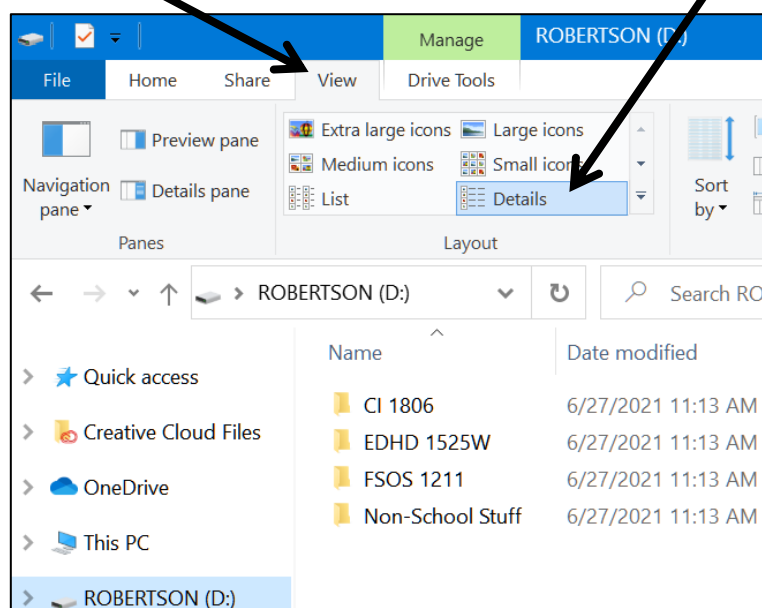 Manage ROBERTSON (D:)
File Home Share View Drive Tools
Preview pane
Details pane
Navigation
pane
Panes
Extra large icons Large icons
Medium icons Small icons
List Details
Layout
Sort
by
ROBERTSON (D:) Search RO
Name Date modified
Quick access
Creative Cloud Files
OneDrive
This PC
ROBERTSON (D:)
CI 1806 6/27/2021 11:13 AM
EDHD 1525W 6/27/2021 11:13 AM
FSOS 1211 6/27/2021 11:13 AM
Non-School Stuff 6/27/2021 11:13 AM